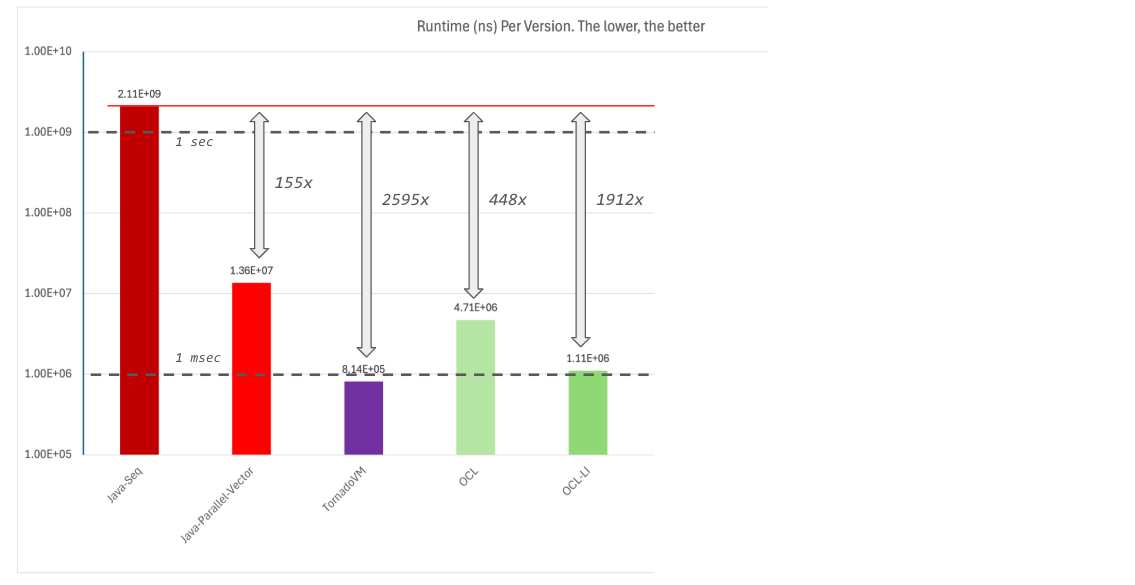 Runtime (ns) Per Version. The lower, the better
1.00E+10
2.11E+09
1.00E+09
1 sec
155x
2595x
448x
1912x
1.00E+08
1.36E+07
1.00E+07
4.71E+06
1 msec
1.11E+06
8.14E+05
1.00E+06
1.00E+05
Java-Seq
Java-Parallel-Vector
TornadoVM
OCL
OCL-LI